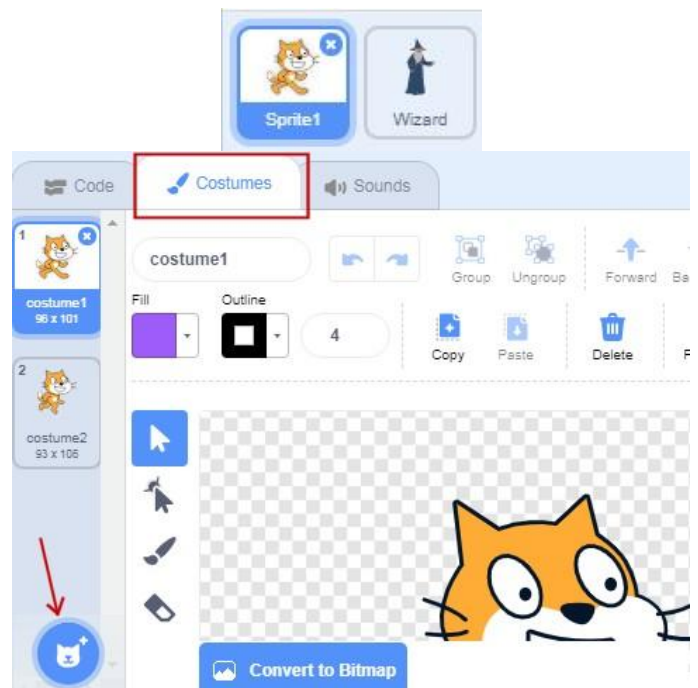 Sprite1
Wizard
Code
Costumes
Sounds
1
costume1
96 x 101
2
costume2
93 x 106
costume1
Group
Ungroup
Forward
Fill
Outline
4
Copy
Paste
Delete
Convert to Bitmap